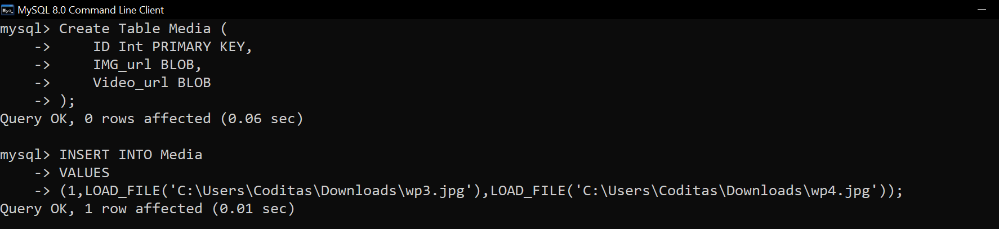 MySQL 8.0 Command Line Client
mysql> Create Table Media (
    ->     ID Int PRIMARY KEY,
    ->     IMG_url BLOB,
    ->     Video_url BLOB
    -> );
Query OK, 0 rows affected (0.06 sec)
mysql> INSERT INTO Media
    -> VALUES
    -> (1,LOAD_FILE('C:\Users\Coditas\Downloads\wp3.jpg'),LOAD_FILE('C:\Users\Coditas\Downloads\wp4.jpg'));
Query OK, 1 row affected (0.01 sec)